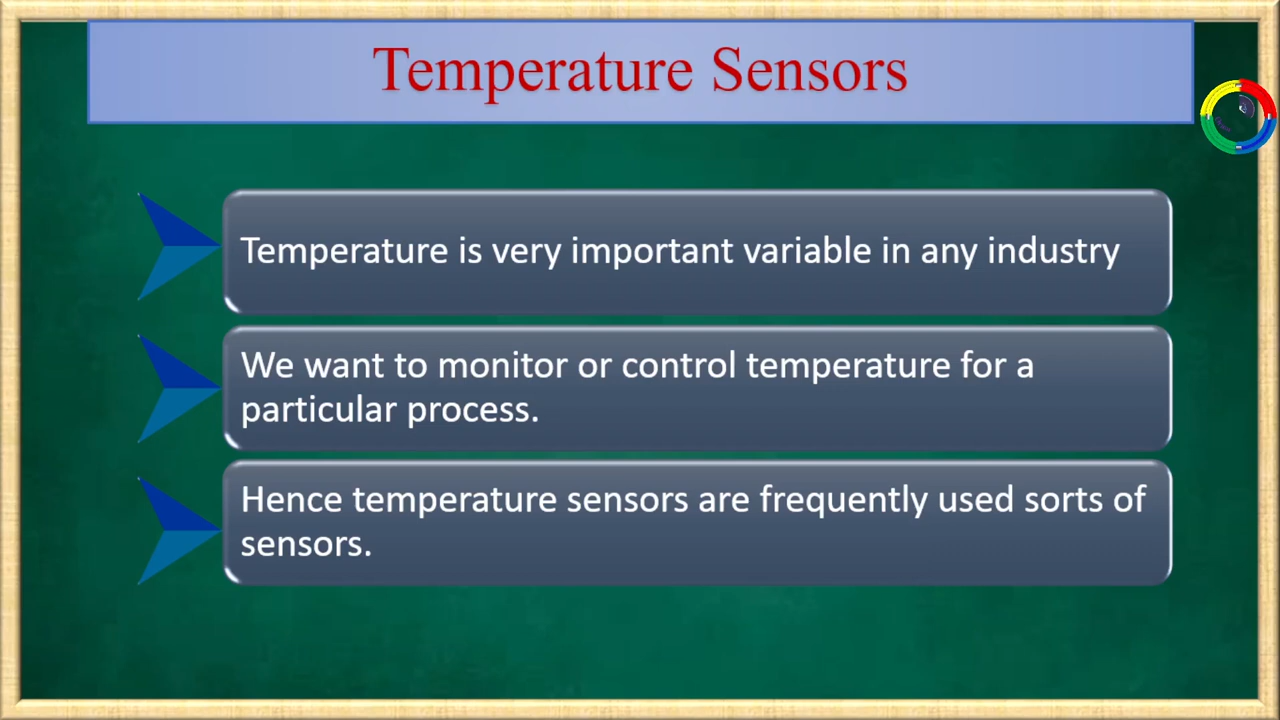 Temperature Sensors
Temperature is very important variable in any industry
We want to monitor or control temperature for a
particular process.
Hence temperature sensors are frequently used sorts of
sensors.